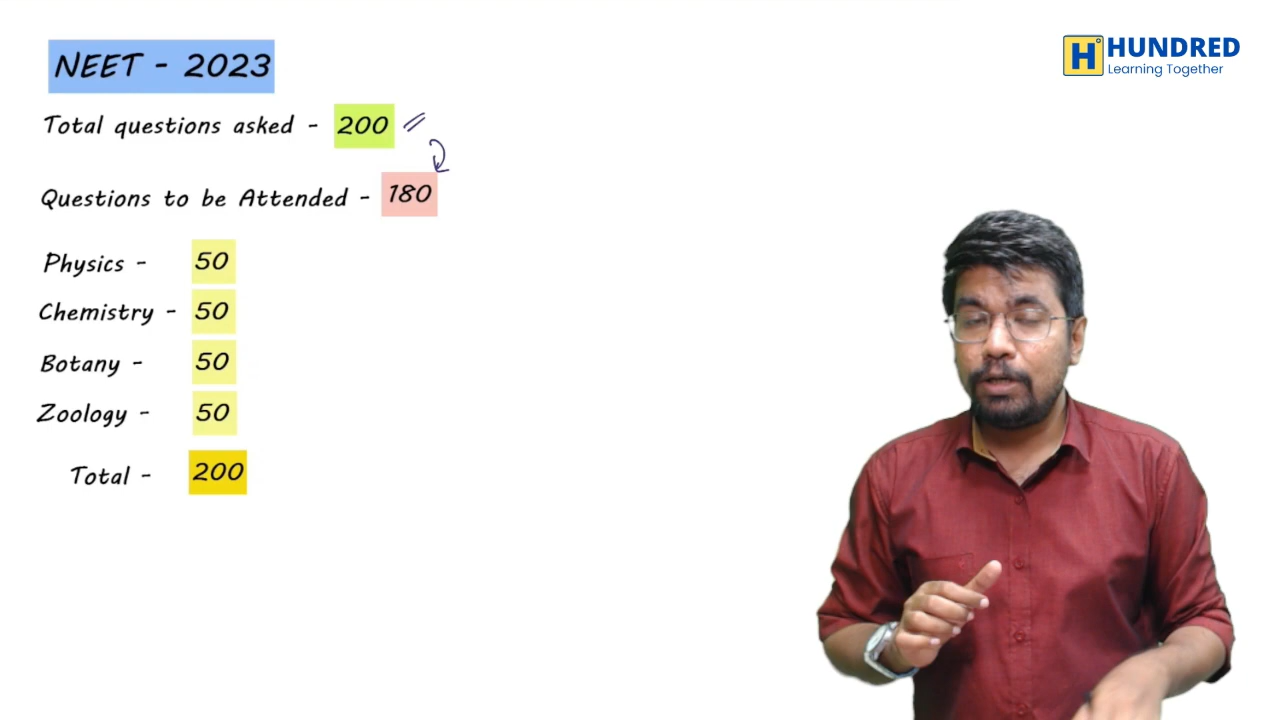 NEET - 2023
HUNDRED
Learning Together
Total questions asked - 200
Questions to be Attended - 180
Physics - 50
Chemistry - 50
Botany - 50
Zoology - 50
Total - 200